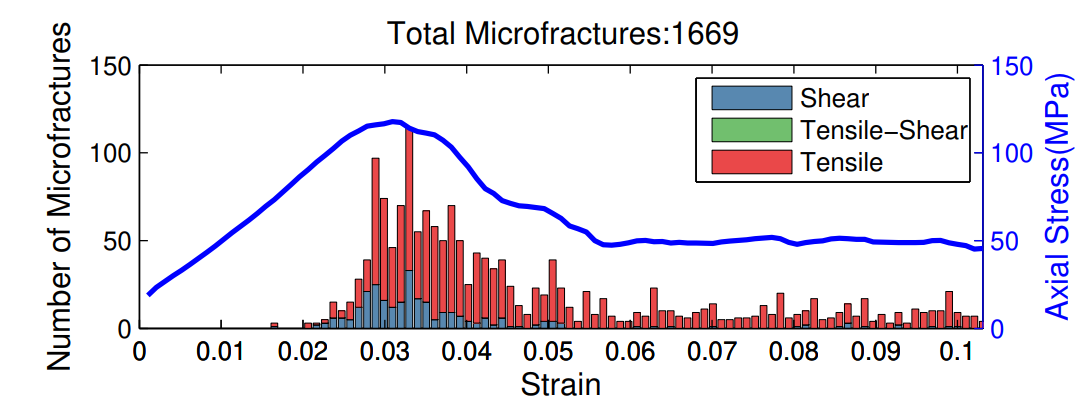 Total Microfractures:1669
Number of Microfractures
150
100
50
0
150
100
50
0
Axial Stress(MPa)
Shear
Tensile−Shear
Tensile
0 0.01 0.02 0.03 0.04 0.05 0.06 0.07 0.08 0.09 0.1
Strain